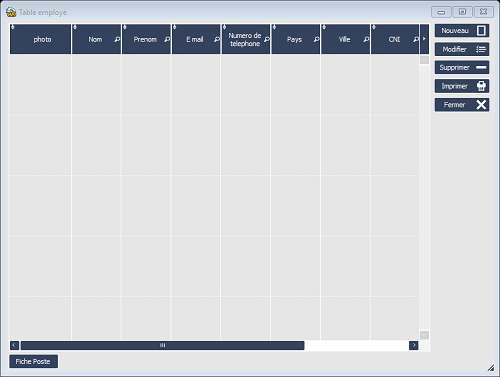 Table employe
photo
Nom
Prenom
E mail
Numero de
telephone
Pays
Ville
CNI
Nouveau
Modifier
Supprimer
Imprimer
Fermer
Fiche Poste